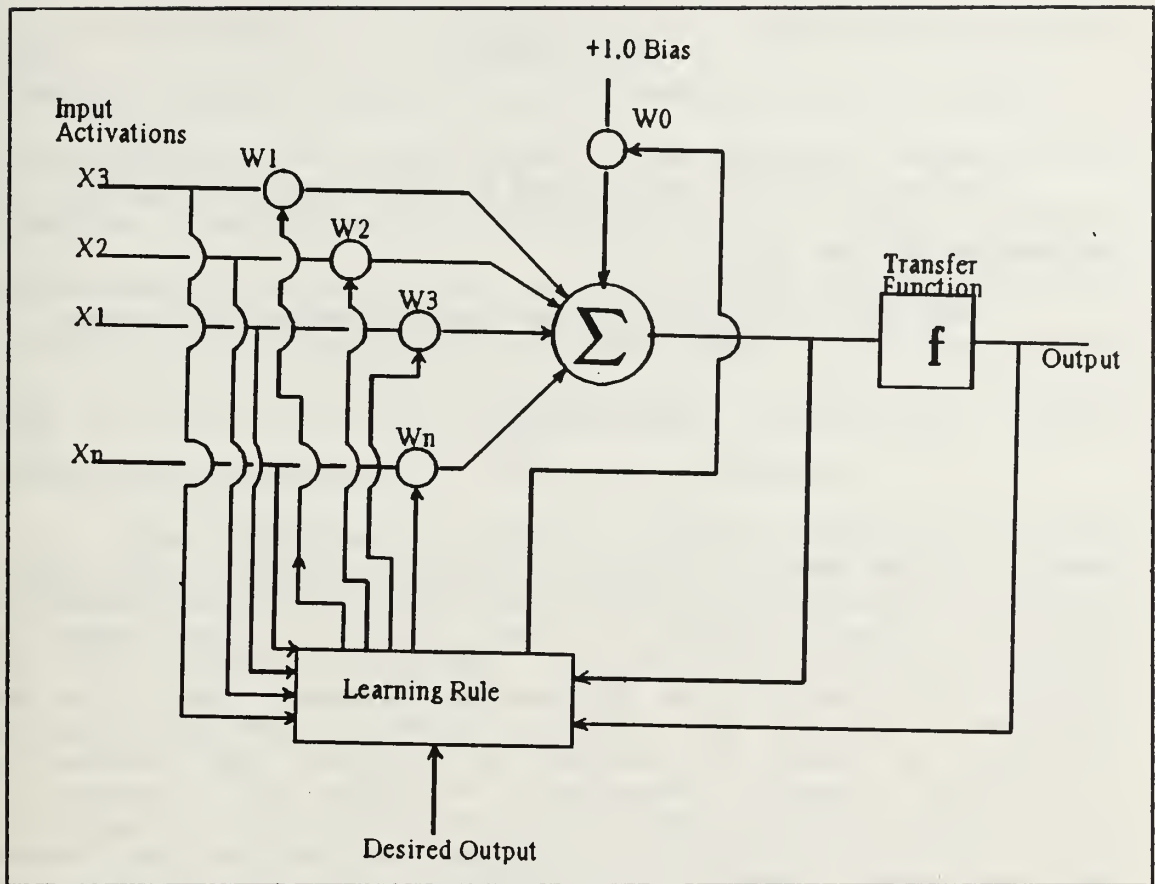 +1.0 Bias
Input
Activations
W0
W1
X3
W2
X2
Transfer
Function
W3
X1
Σ
f
Output
Wn
Xn
Learning Rule
Desired Output